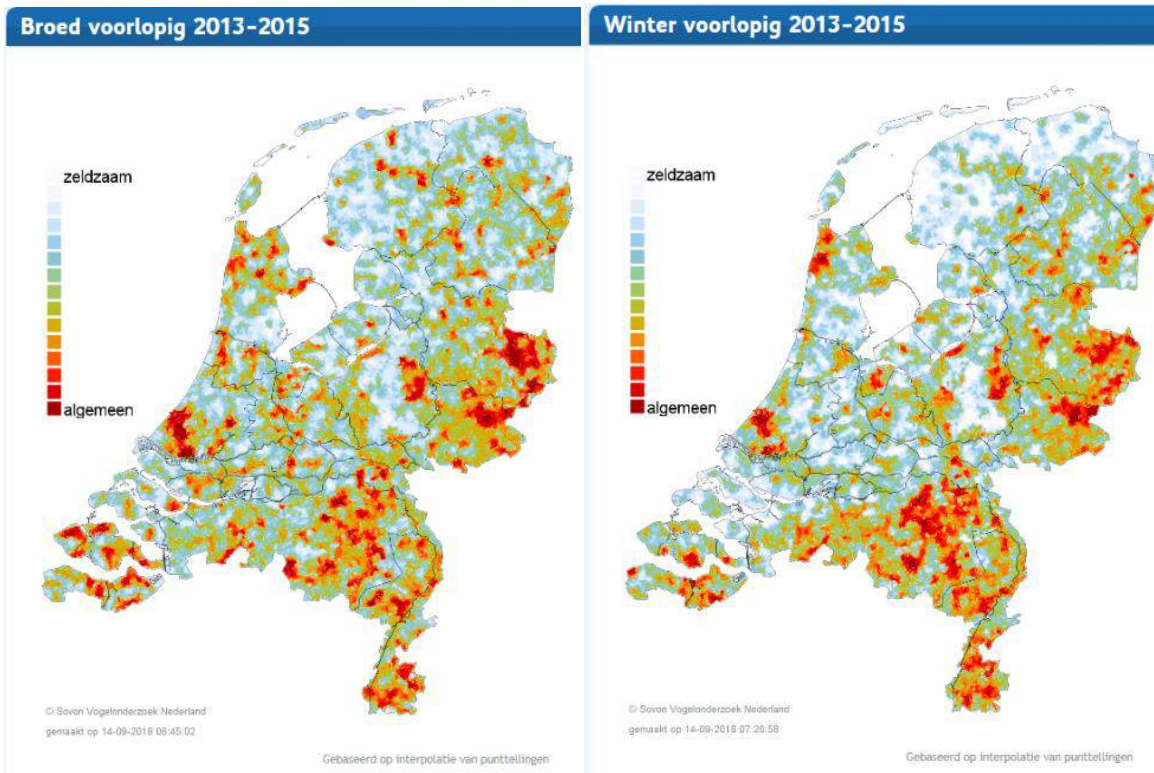 Broed voorlopig 2013-2015
zeldzaam
algemeen
© Sovon Vogelonderzoek Nederland
gemaakt op 14-09-2018 06:45:02
Gebaseerd op interpolatie van punttellingen
Winter voorlopig 2013-2015
zeldzaam
algemeen
© Sovon Vogelonderzoek Nederland
gemaakt op 14-09-2018 07:26:58
Gebaseerd op interpolatie van punttellingen